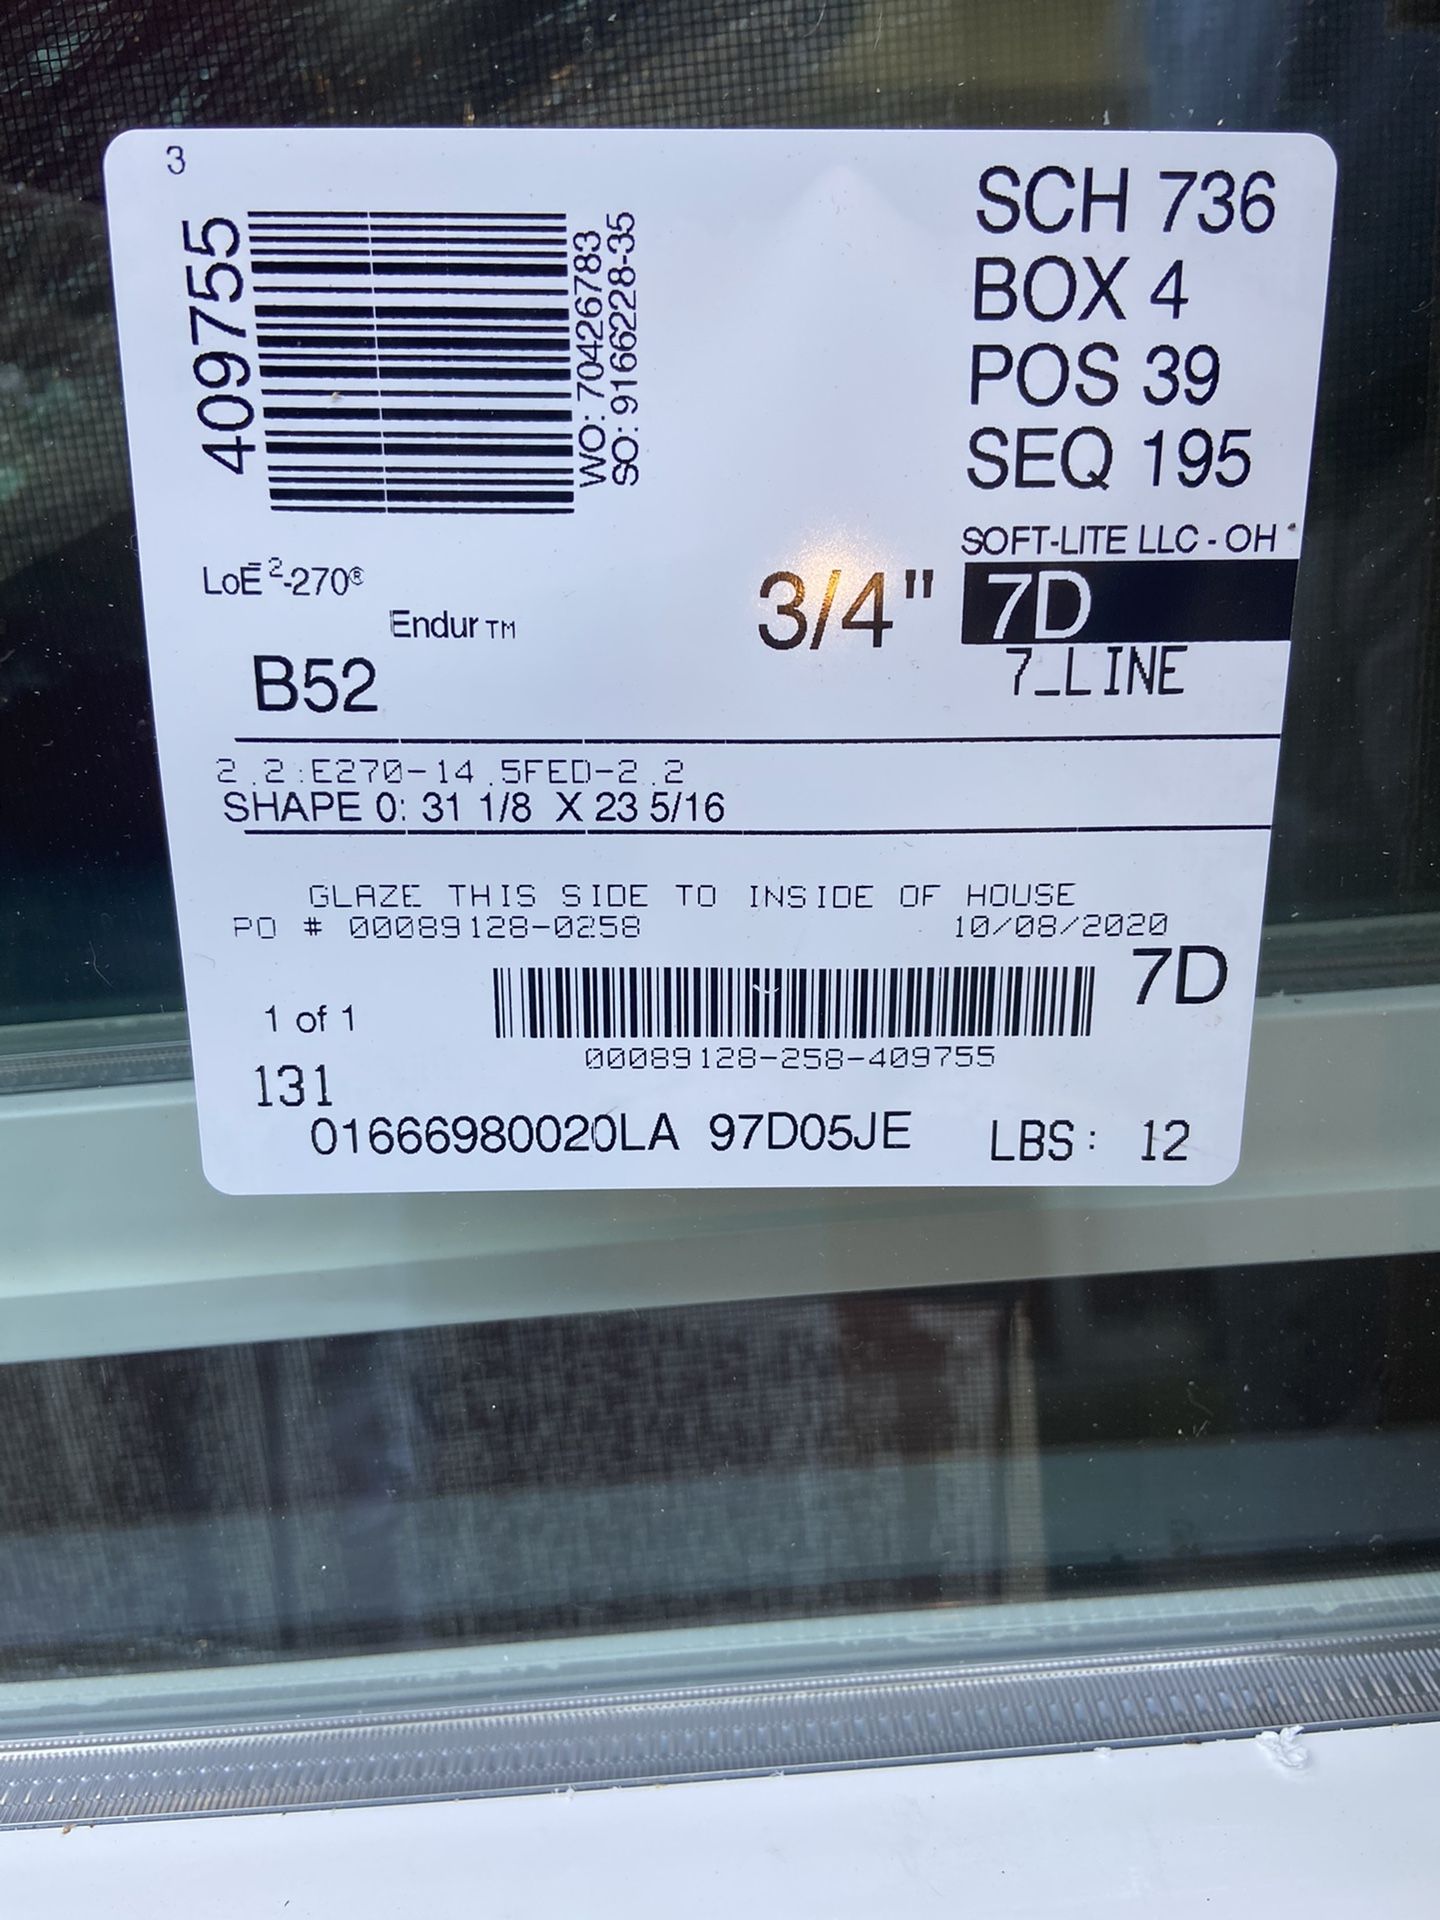 3
409755
WO: 70426783
SO: 91662228-35
SCH 736
BOX 4
POS 39
SEQ 195
SOFT-LITE LLC - OH
LoĒ²-270®
Endur TM
3/4"
7D
7_LINE
B52
2.2:E270-14.5FED-2.2
SHAPE 0: 31 1/8 X 23 5/16
GLAZE THIS SIDE TO INSIDE OF HOUSE
PO # 00089128-0258 10/08/2020
7D
1 of 1
00089128-258-409755
131
01666980020LA 97D05JE LBS: 12